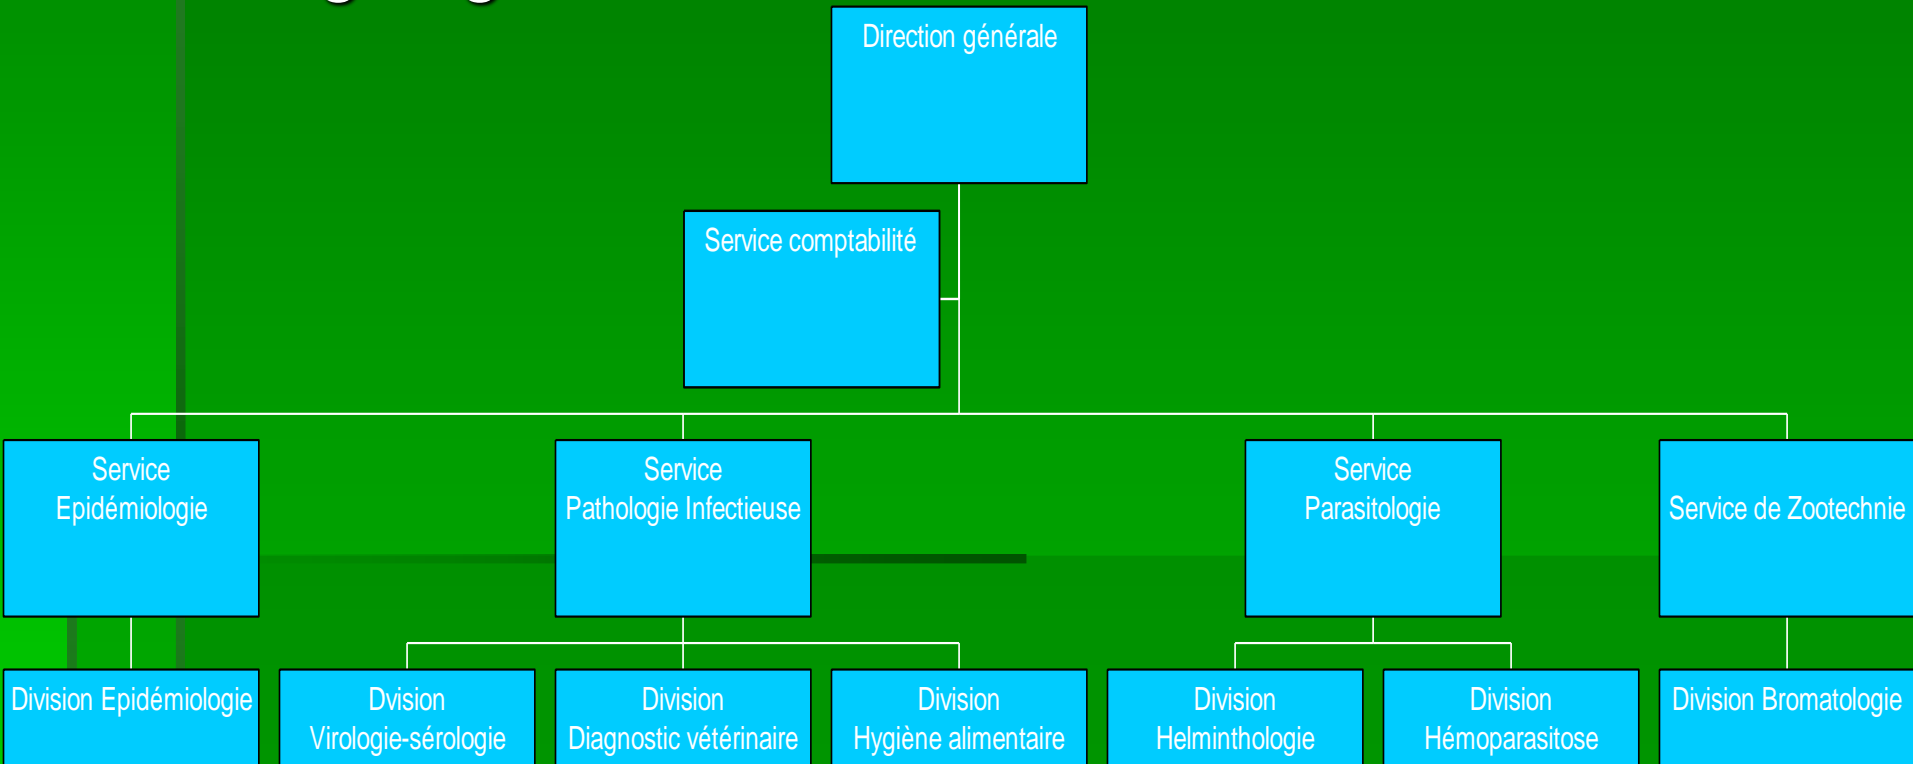 Direction générale
Service comptabilité
Service
Epidémiologie
Service
Pathologie Infectieuse
Service
Parasitologie
Service de Zootechnie
Division Epidémiologie
Dvision
Virologie-sérologie
Division
Diagnostic vétérinaire
Division
Hygiène alimentaire
Division
Helminthologie
Division
Hémoparasitose
Division Bromatologie